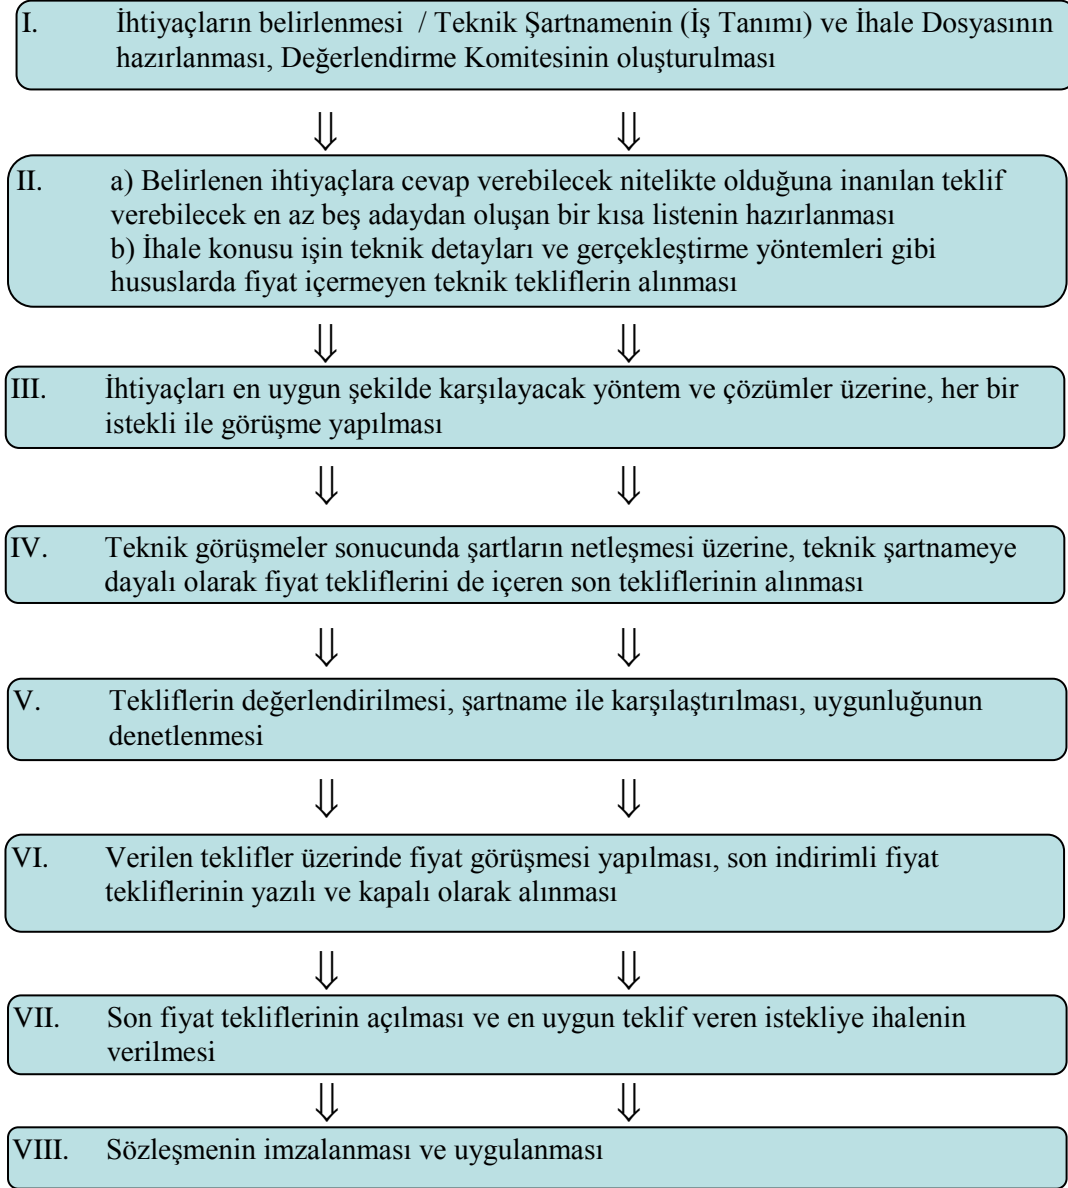 I. İhtiyaçların belirlenmesi / Teknik Şartnamenin (İş Tanımı) ve İhale Dosyasının
hazırlanması, Değerlendirme Komitesinin oluşturulması
⇓ ⇓
II. a) Belirlenen ihtiyaçlara cevap verebilecek nitelikte olduğuna inanılan teklif
verebilecek en az beş adaydan oluşan bir kısa listenin hazırlanması
b) İhale konusu işin teknik detayları ve gerçekleştirme yöntemleri gibi
hususlarda fiyat içermeyen teknik tekliflerin alınması
⇓ ⇓
III. İhtiyaçları en uygun şekilde karşılayacak yöntem ve çözümler üzerine, her bir
istekli ile görüşme yapılması
⇓ ⇓
IV. Teknik görüşmeler sonucunda şartların netleşmesi üzerine, teknik şartnameye
dayalı olarak fiyat tekliflerini de içeren son tekliflerinin alınması
⇓ ⇓
V. Tekliflerin değerlendirilmesi, şartname ile karşılaştırılması, uygunluğunun
denetlenmesi
⇓ ⇓
VI. Verilen teklifler üzerinde fiyat görüşmesi yapılması, son indirimli fiyat
tekliflerinin yazılı ve kapalı olarak alınması
⇓ ⇓
VII. Son fiyat tekliflerinin açılması ve en uygun teklif veren istekliye ihalenin
verilmesi
⇓ ⇓
VIII. Sözleşmenin imzalanması ve uygulanması